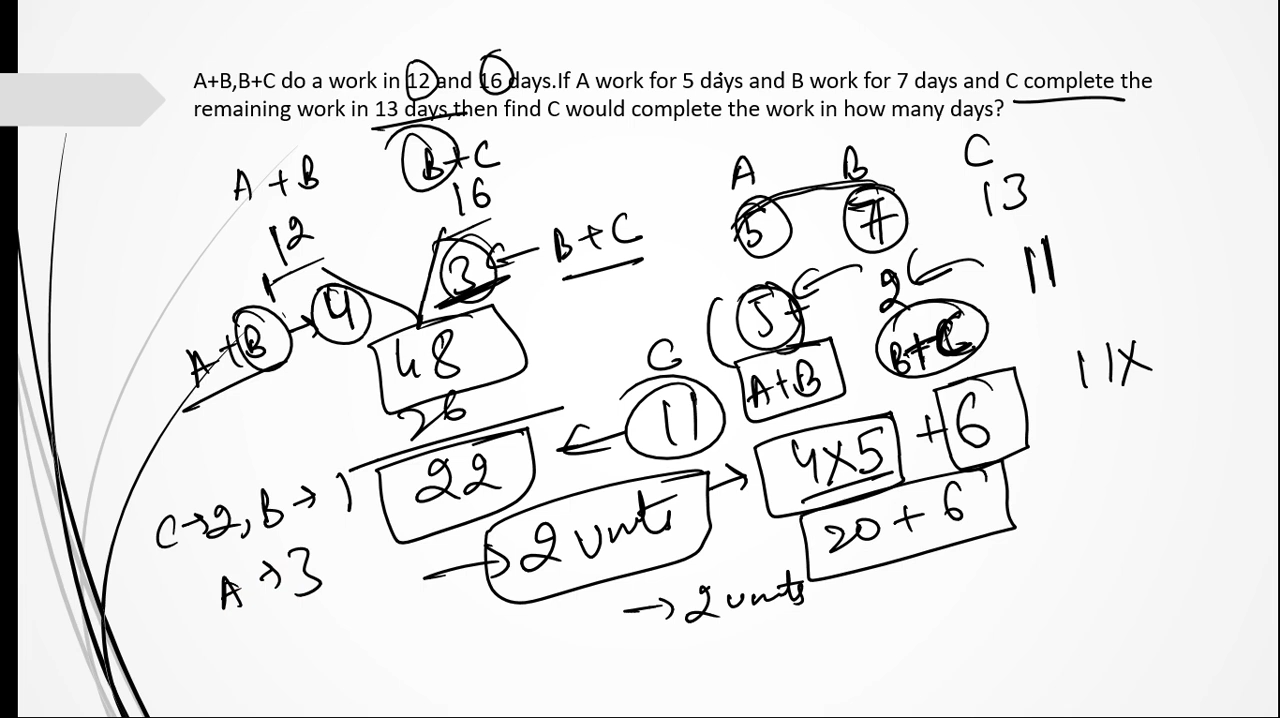 A+B,B+C do a work in 12 and 16 days.If A work for 5 days and B work for 7 days and C complete the
remaining work in 13 days,then find C would complete the work in how many days?
A + B
B+C
12
16
A B C
5 7 13
3 B+C
A+B 4
48
5+ 2 11
A+B B+C
11X
C
11
26
22
4X5 + 6
20 + 6
C→2, B→1
A→3
→ 2 units
→ 2 units